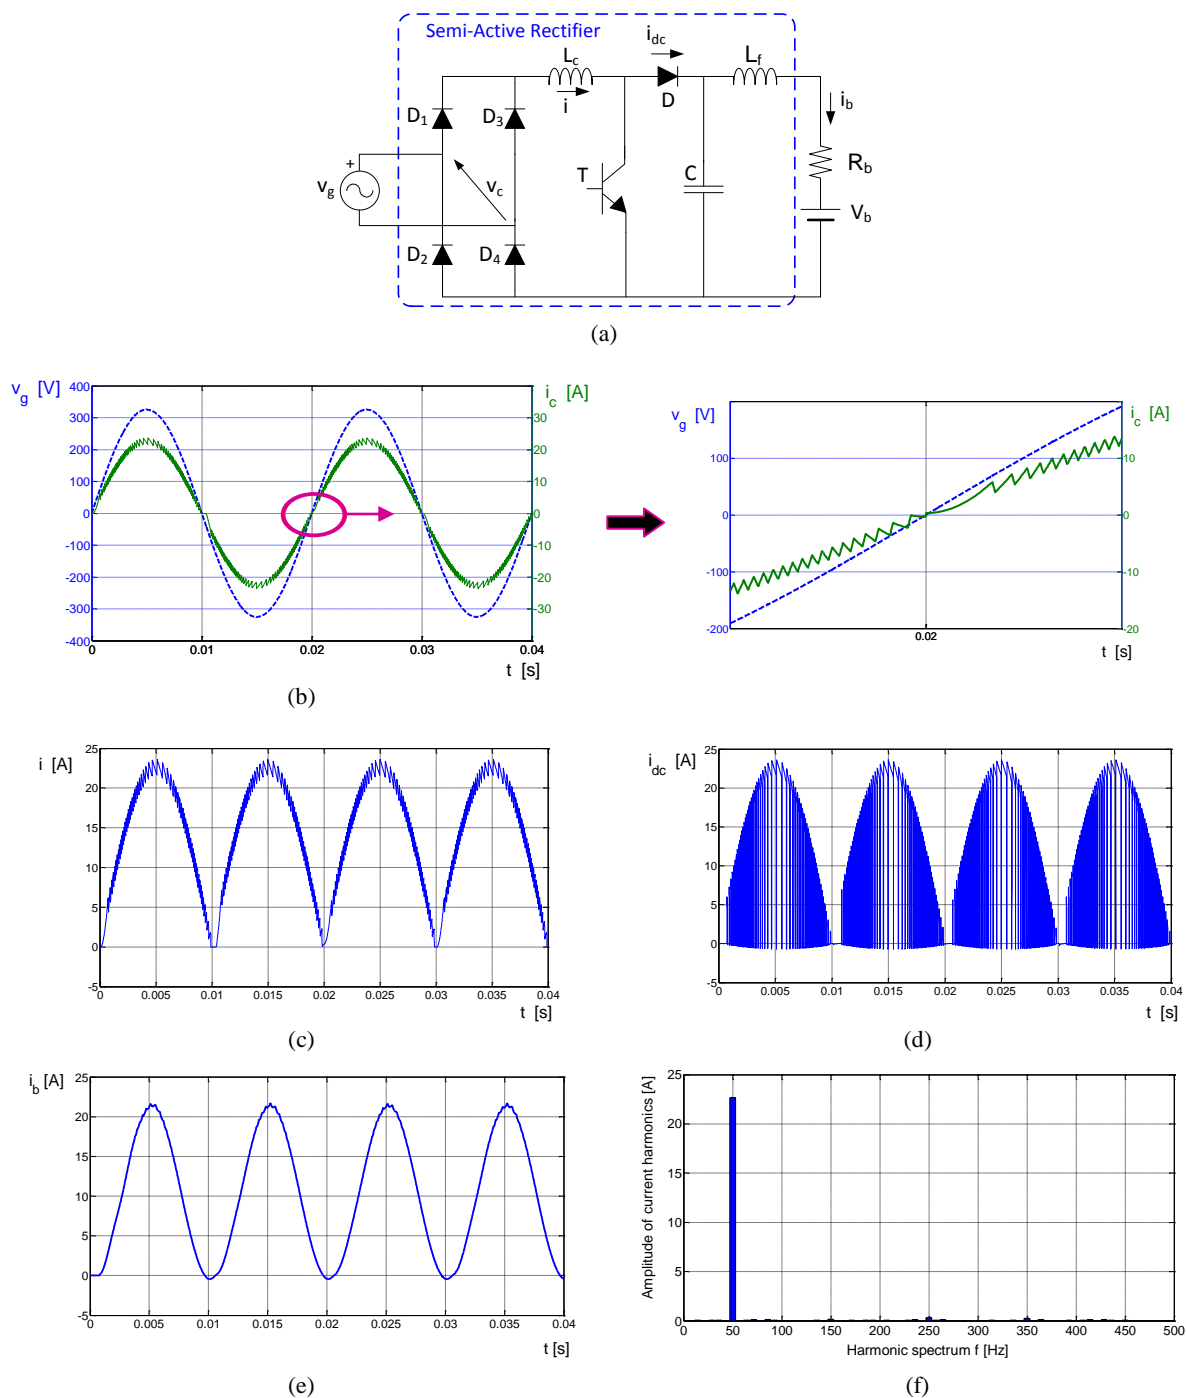 Semi-Active Rectifier
i_dc
L_c
L_f
i
D
i_b
D_1
D_3
+
v_g
v_c
T
C
R_b
V_b
D_2
D_4
(a)
v_g [V]
i_c [A]
400
300
200
100
0
-100
-200
-300
-400
30
20
10
0
-10
-20
-30
0
0.01
0.02
0.03
0.04
t [s]
(b)
v_g [V]
i_c [A]
100
0
-100
-200
10
0
-10
-20
0.02
t [s]
i [A]
25
20
15
10
5
0
-5
0
0.005
0.01
0.015
0.02
0.025
0.03
0.035
0.04
t [s]
(c)
i_dc [A]
25
20
15
10
5
0
-5
0.005
0.01
0.015
0.02
0.025
0.03
0.035
0.04
t [s]
(d)
i_b [A]
25
20
15
10
5
0
-5
0
0.005
0.01
0.015
0.02
0.025
0.03
0.035
0.04
t [s]
(e)
Amplitude of current harmonics [A]
25
20
15
10
5
0
0
50
100
150
200
250
300
350
400
450
500
Harmonic spectrum f [Hz]
(f)